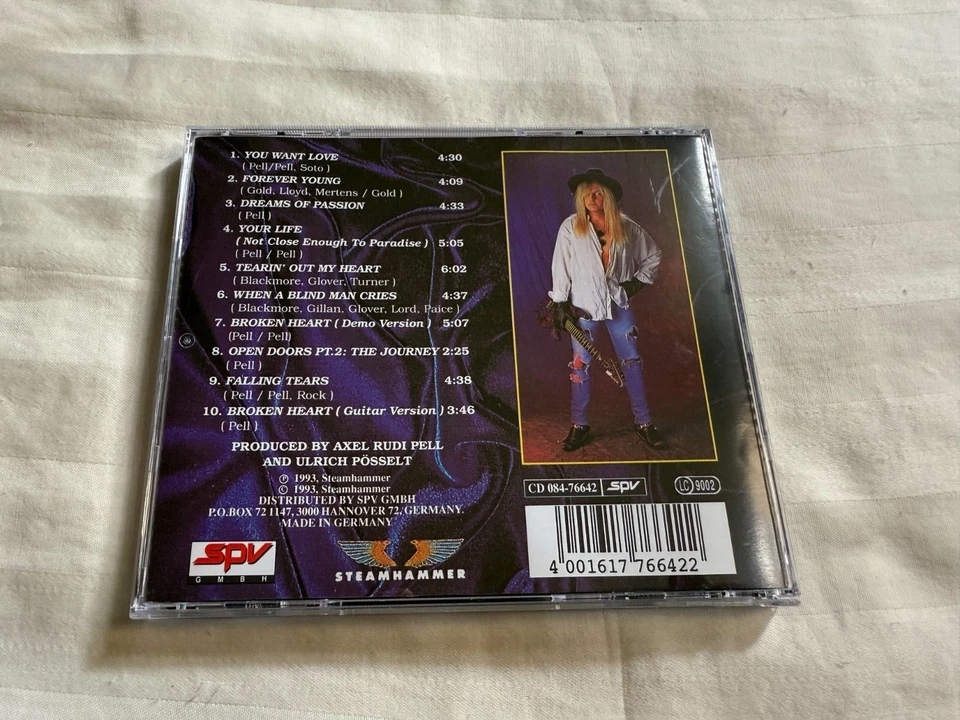 1. YOU WANT LOVE 4:30
( Pell/Pell, Soto )
2. FOREVER YOUNG 4:09
( Gold, Lloyd, Mertens / Gold )
3. DREAMS OF PASSION 4:33
( Pell )
4. YOUR LIFE
( Not Close Enough To Paradise ) 5:05
( Pell / Pell )
5. TEARIN' OUT MY HEART 6:02
( Blackmore, Glover, Turner )
6. WHEN A BLIND MAN CRIES 4:37
( Blackmore, Gillan, Glover, Lord, Paice )
7. BROKEN HEART ( Demo Version ) 5:07
(Pell / Pell)
8. OPEN DOORS PT.2: THE JOURNEY 2:25
( Pell )
9. FALLING TEARS 4:38
( Pell / Pell, Rock )
10. BROKEN HEART ( Guitar Version ) 3:46
( Pell )
PRODUCED BY AXEL RUDI PELL
AND ULRICH PÖSSELT
℗ 1993, Steamhammer
© 1993, Steamhammer
DISTRIBUTED BY SPV GMBH
P.O.BOX 72 1147, 3000 HANNOVER 72, GERMANY.
MADE IN GERMANY
spv
GMBH
STEAMHAMMER
CD 084-76642 spv
LC 9002
4 001617 766422